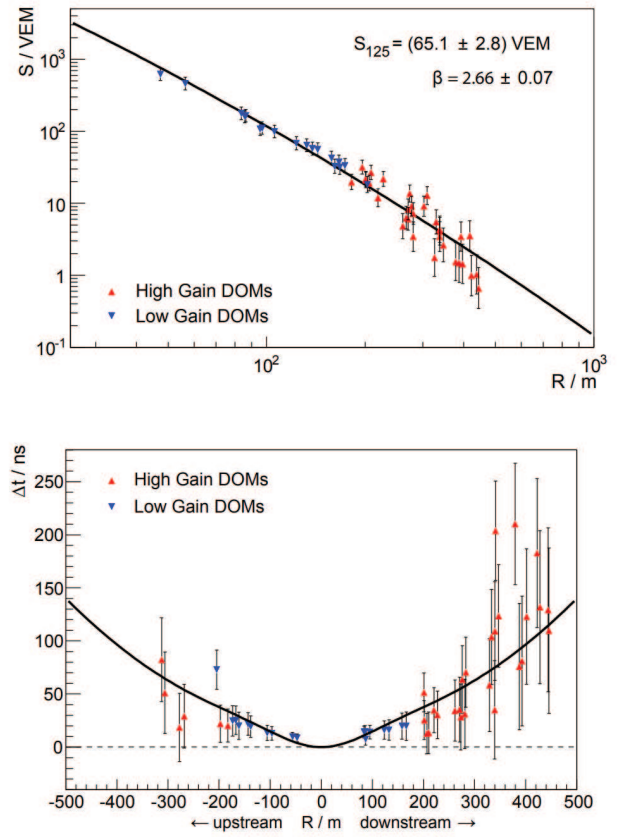 S / VEM
10³
10²
10
1
10⁻¹
S₁₂₅ = (65.1 ± 2.8) VEM
β = 2.66 ± 0.07
High Gain DOMs
Low Gain DOMs
10²
10³
R / m
Δt / ns
250
200
150
100
50
0
High Gain DOMs
Low Gain DOMs
-500 -400 -300 -200 -100 0 100 200 300 400 500
← upstream R / m downstream →